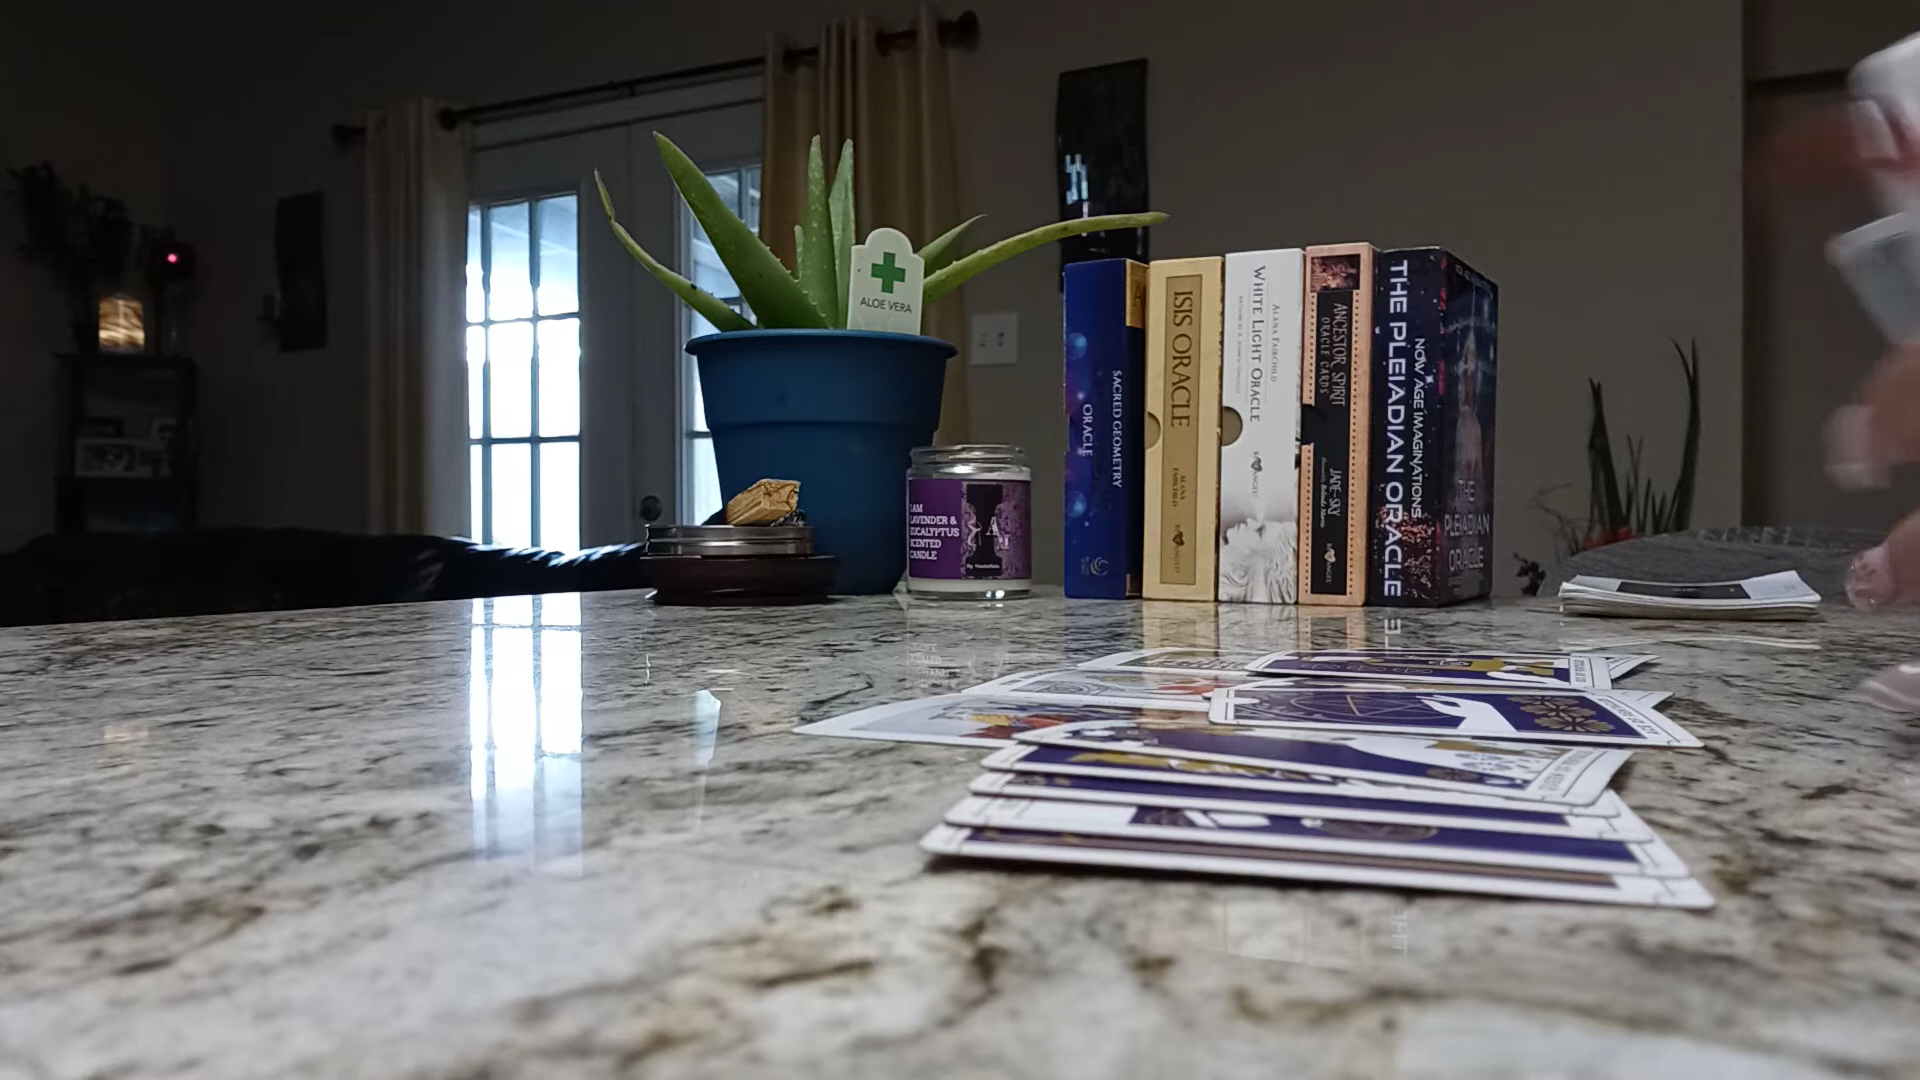 ALOE VERA
I AM
LAVENDER &
EUCALYPTUS
SCENTED
CANDLE
SACRED GEOMETRY
ORACLE
ISIS ORACLE
ALANA
FAIRCHILD
ALANA FAIRCHILD
WHITE LIGHT ORACLE
ANCESTOR SPIRIT
ORACLE CARDS
JADE-SKY
NOW AGE IMAGINATIONS
THE PLEIADIAN ORACLE
THE
PLEIADIAN
ORACLE